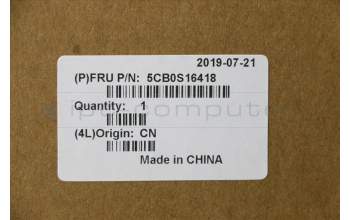 2019-07-21
(P)FRU P/N: 5CB0S16418
Quantity: 1
(4L)Origin: CN
Made in CHINA